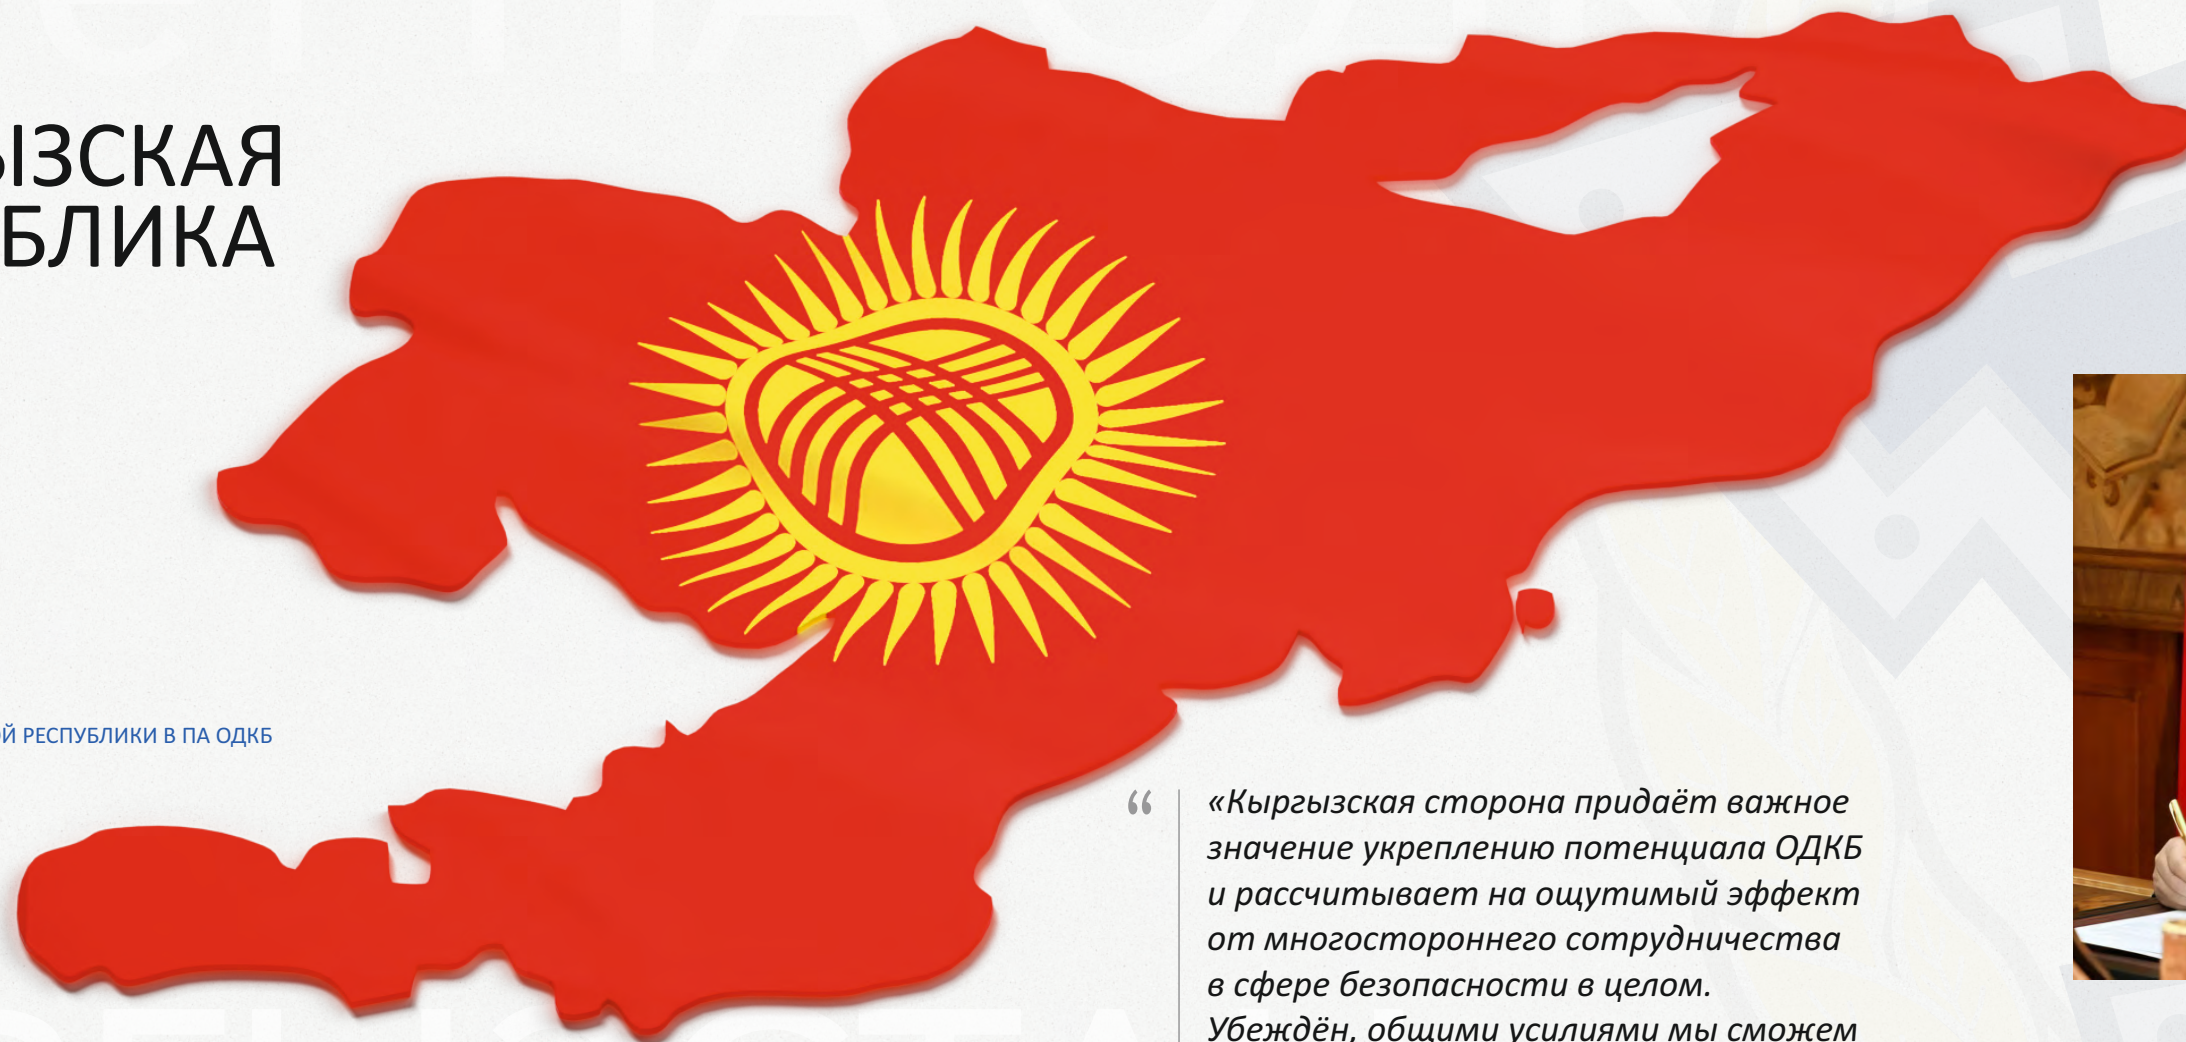 ЫЗСКАЯ
БЛИКА
Й РЕСПУБЛИКИ В ПА ОДКБ
“
«Кыргызская сторона придаёт важное
значение укреплению потенциала ОДКБ
и рассчитывает на ощутимый эффект
от многостороннего сотрудничества
в сфере безопасности в целом.
Убеждён, общими усилиями мы сможем